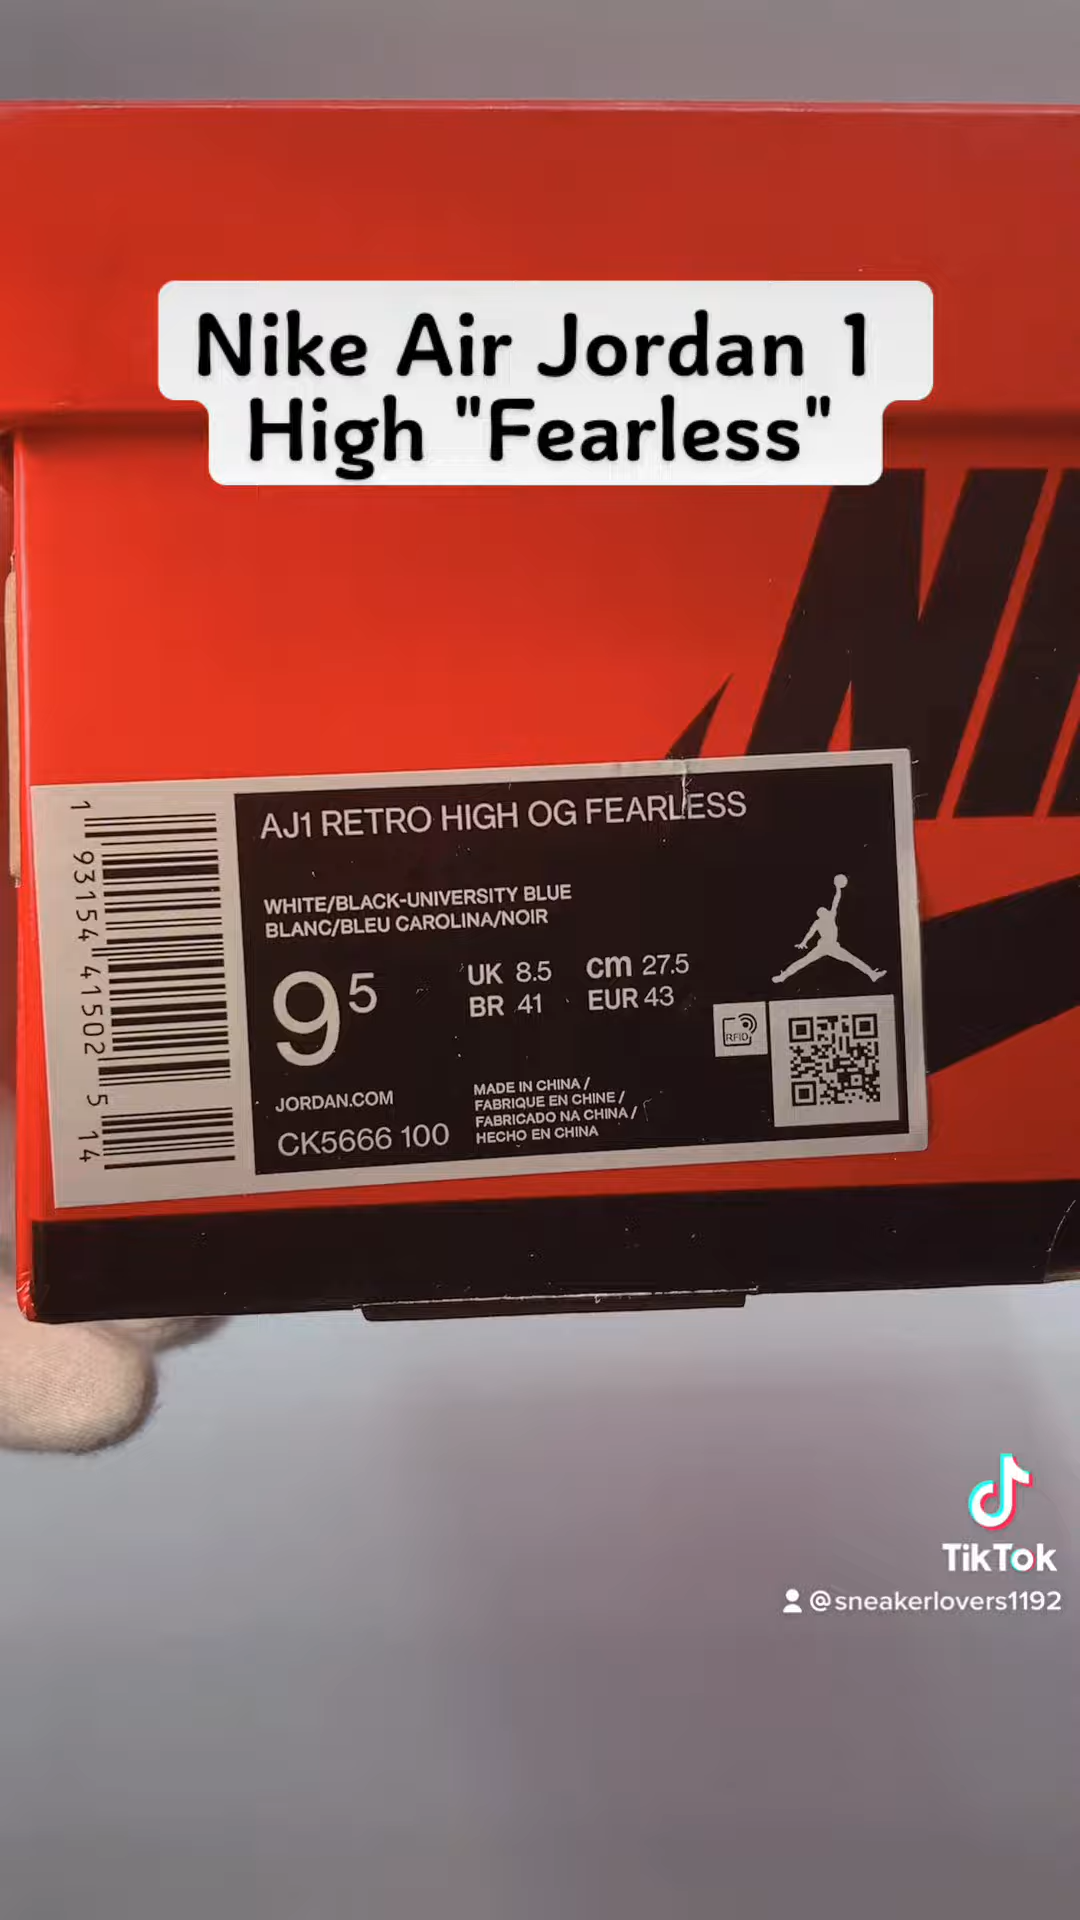 Nike Air Jordan 1
High "Fearless"
AJ1 RETRO HIGH OG FEARLESS
WHITE/BLACK-UNIVERSITY BLUE
BLANC/BLEU CAROLINA/NOIR
9⁵
UK 8.5 cm 27.5
BR 41 EUR 43
RFID
JORDAN.COM
CK5666 100
MADE IN CHINA /
FABRIQUE EN CHINE /
FABRICADO NA CHINA /
HECHO EN CHINA
1 93154 41502 5 14
TikTok
@sneakerlovers1192